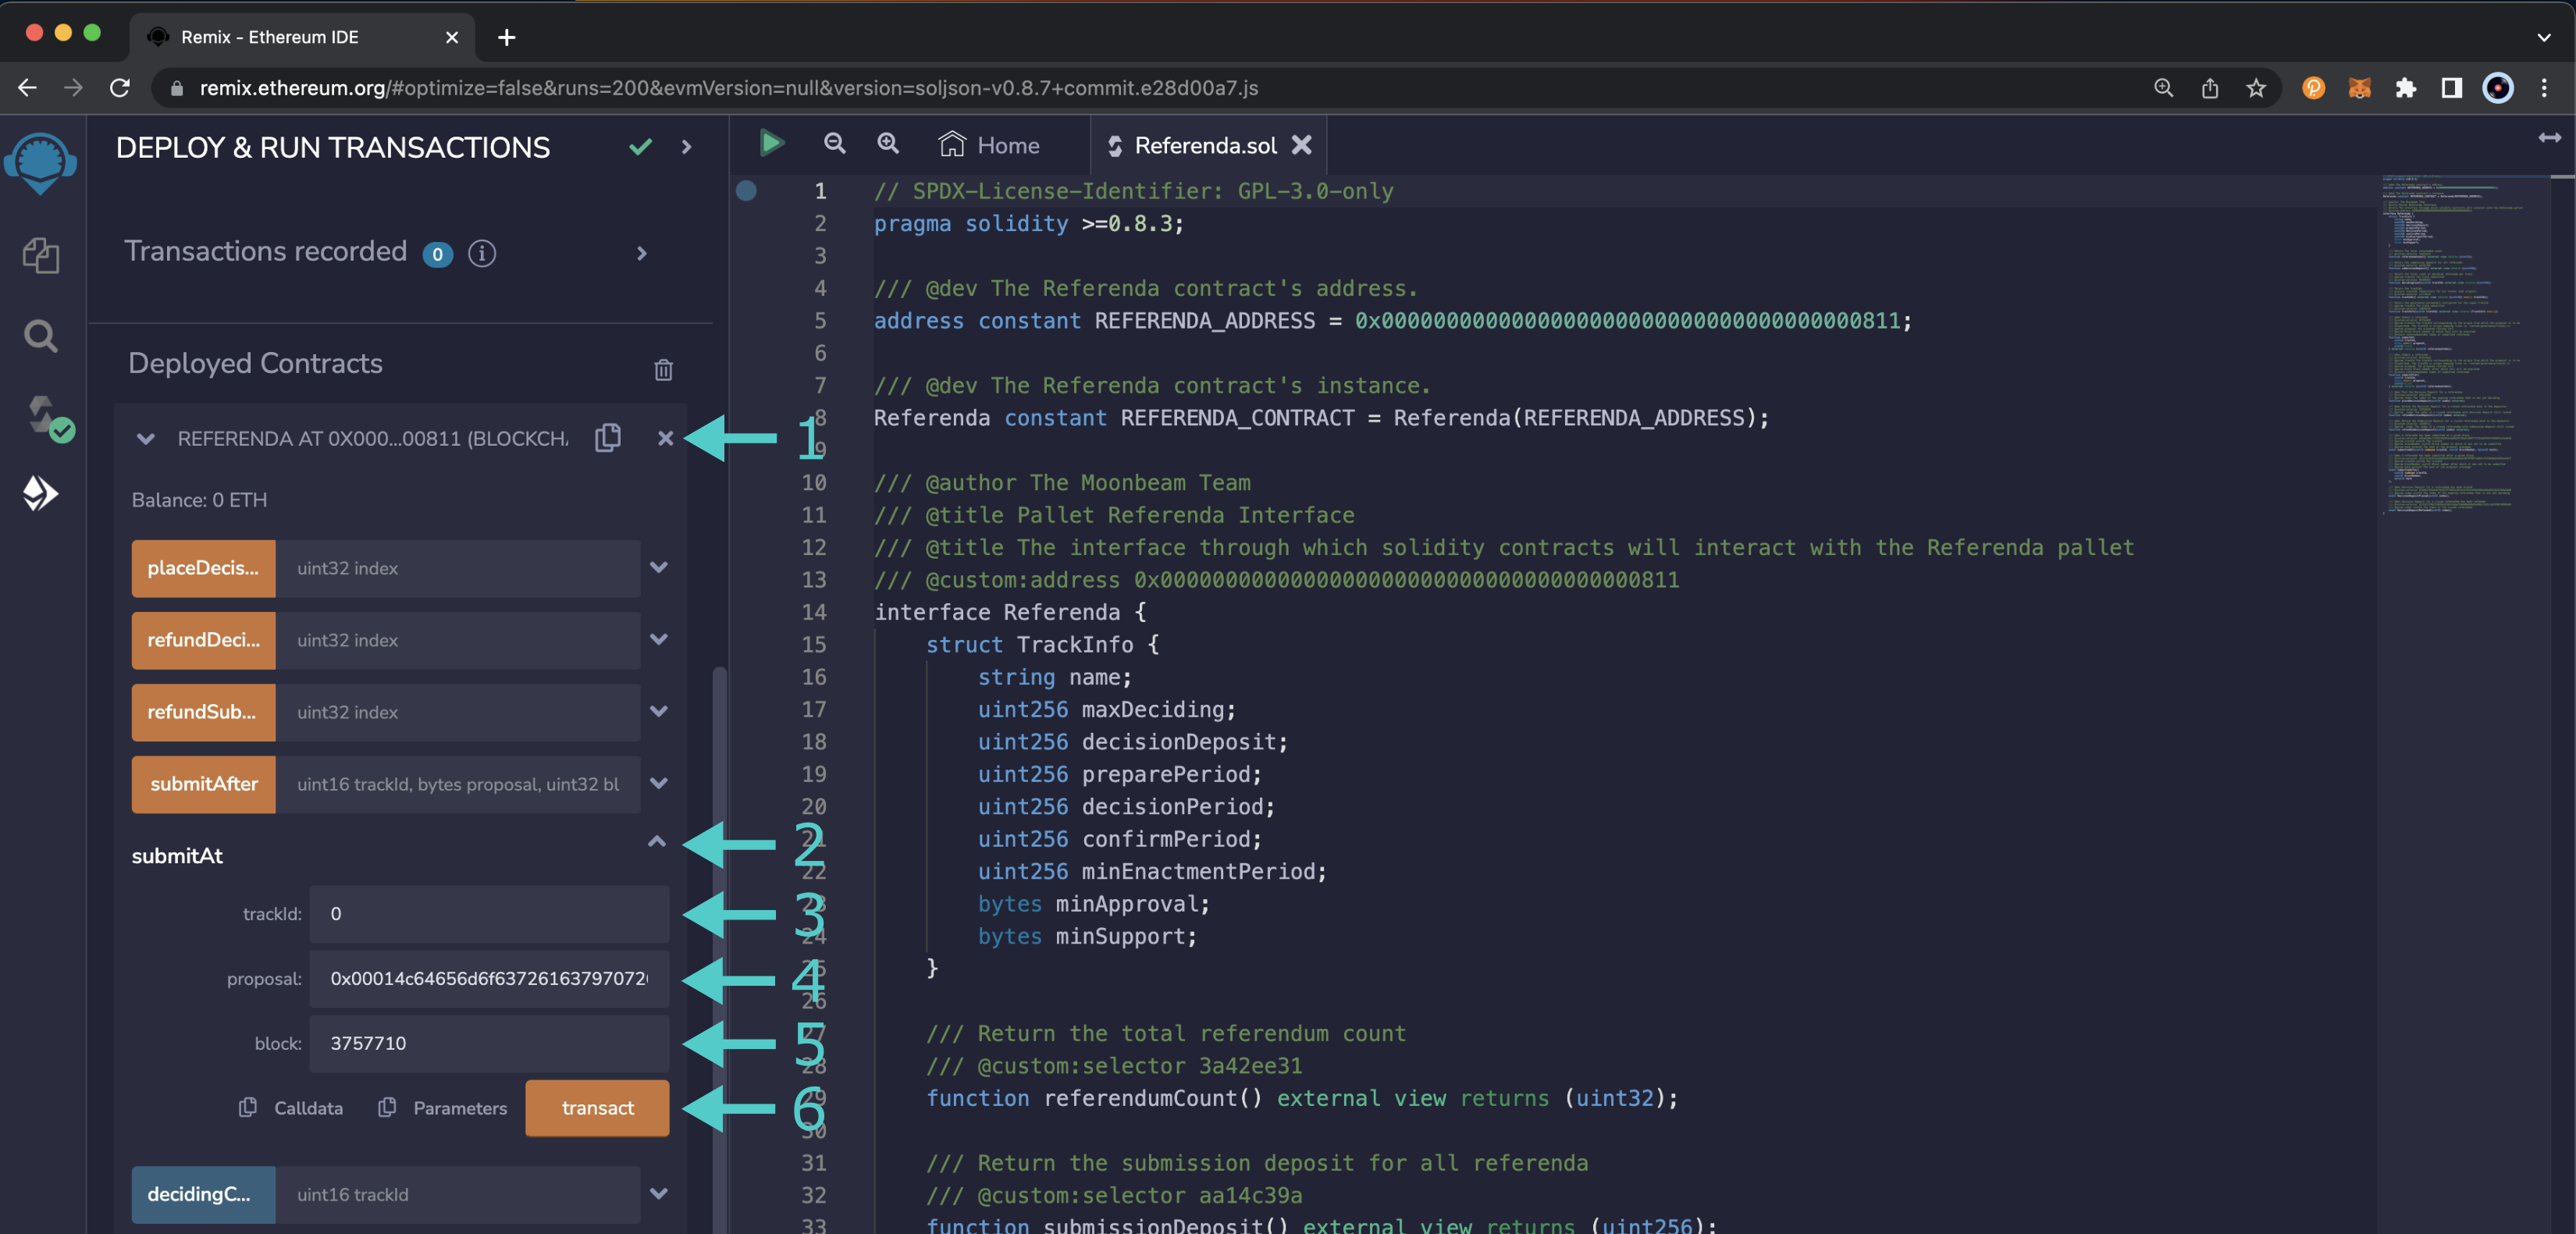 Remix - Ethereum IDE
remix.ethereum.org/#optimize=false&runs=200&evmVersion=null&version=soljson-v0.8.7+commit.e28d00a7.js
DEPLOY & RUN TRANSACTIONS
Transactions recorded 0 i
Deployed Contracts
REFERENDA AT 0X000...00811 (BLOCKCHA
1
Balance: 0 ETH
placeDecis... uint32 index
refundDeci... uint32 index
refundSub... uint32 index
submitAfter uint16 trackId, bytes proposal, uint32 bl
submitAt
2
trackId: 0
3
proposal: 0x00014c64656d6f637261637970726
4
block: 3757710
5
Calldata Parameters transact
6
decidingC... uint16 trackId
Home Referenda.sol
1 // SPDX-License-Identifier: GPL-3.0-only
2 pragma solidity >=0.8.3;
3
4 /// @dev The Referenda contract's address.
5 address constant REFERENDA_ADDRESS = 0x0000000000000000000000000000000000000811;
6
7 /// @dev The Referenda contract's instance.
8 Referenda constant REFERENDA_CONTRACT = Referenda(REFERENDA_ADDRESS);
9
10 /// @author The Moonbeam Team
11 /// @title Pallet Referenda Interface
12 /// @title The interface through which solidity contracts will interact with the Referenda pallet
13 /// @custom:address 0x0000000000000000000000000000000000000811
14 interface Referenda {
15 struct TrackInfo {
16 string name;
17 uint256 maxDeciding;
18 uint256 decisionDeposit;
19 uint256 preparePeriod;
20 uint256 decisionPeriod;
21 uint256 confirmPeriod;
22 uint256 minEnactmentPeriod;
23 bytes minApproval;
24 bytes minSupport;
25 }
26
27 /// Return the total referendum count
28 /// @custom:selector 3a42ee31
29 function referendumCount() external view returns (uint32);
30
31 /// Return the submission deposit for all referenda
32 /// @custom:selector aa14c39a
33 function submissionDeposit() external view returns (uint256);